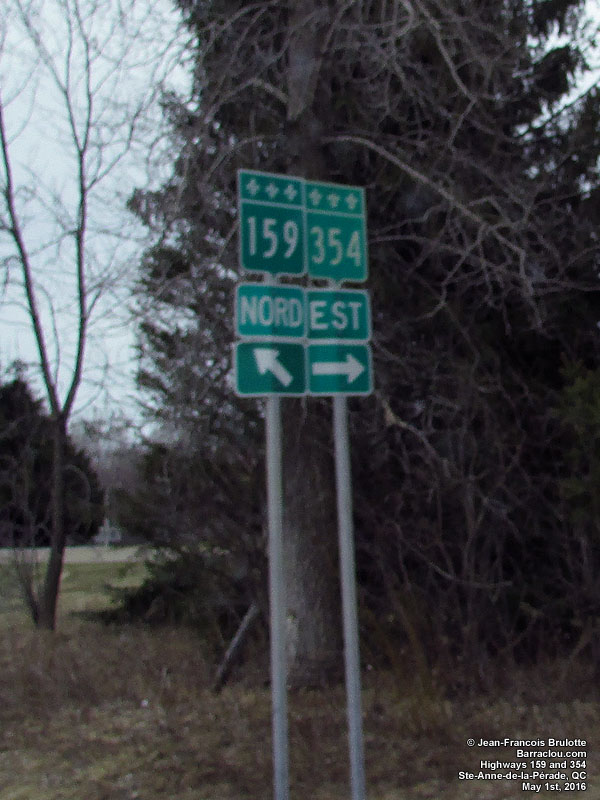 159 354
NORD EST
© Jean-Francois Brulotte
Barraclou.com
Highways 159 and 354
Ste-Anne-de-la-Pérade, QC
May 1st, 2016